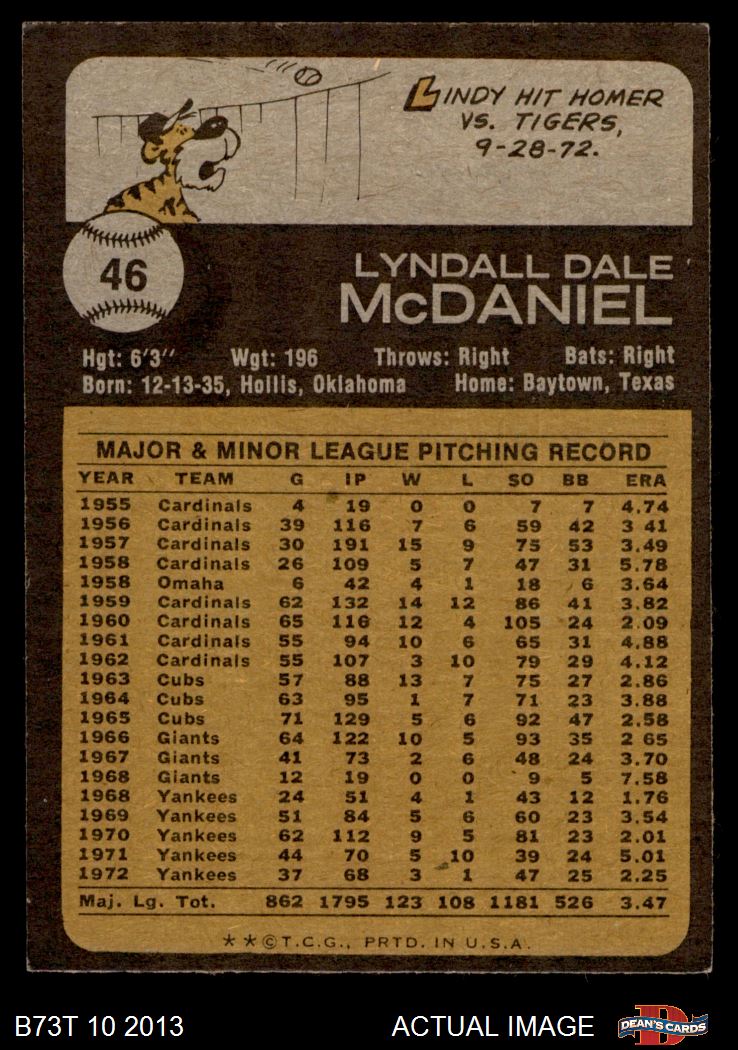 LINDY HIT HOMER
VS. TIGERS,
9-28-72.
46
LYNDALL DALE
McDANIEL
Hgt: 6'3" Wgt: 196 Throws: Right Bats: Right
Born: 12-13-35, Hollis, Oklahoma Home: Baytown, Texas
MAJOR & MINOR LEAGUE PITCHING RECORD
YEAR TEAM G IP W L SO BB ERA
1955 Cardinals 4 19 0 0 7 7 4.74
1956 Cardinals 39 116 7 6 59 42 3 41
1957 Cardinals 30 191 15 9 75 53 3.49
1958 Cardinals 26 109 5 7 47 31 5.78
1958 Omaha 6 42 4 1 18 6 3.64
1959 Cardinals 62 132 14 12 86 41 3.82
1960 Cardinals 65 116 12 4 105 24 2.09
1961 Cardinals 55 94 10 6 65 31 4.88
1962 Cardinals 55 107 3 10 79 29 4.12
1963 Cubs 57 88 13 7 75 27 2.86
1964 Cubs 63 95 1 7 71 23 3.88
1965 Cubs 71 129 5 6 92 47 2.58
1966 Giants 64 122 10 5 93 35 2 65
1967 Giants 41 73 2 6 48 24 3.70
1968 Giants 12 19 0 0 9 5 7.58
1968 Yankees 24 51 4 1 43 12 1.76
1969 Yankees 51 84 5 6 60 23 3.54
1970 Yankees 62 112 9 5 81 23 2.01
1971 Yankees 44 70 5 10 39 24 5.01
1972 Yankees 37 68 3 1 47 25 2.25
Maj. Lg. Tot. 862 1795 123 108 1181 526 3.47
**©T.C.G., PRTD. IN U.S.A.
B73T 10 2013 ACTUAL IMAGE D DEAN'S CARDS